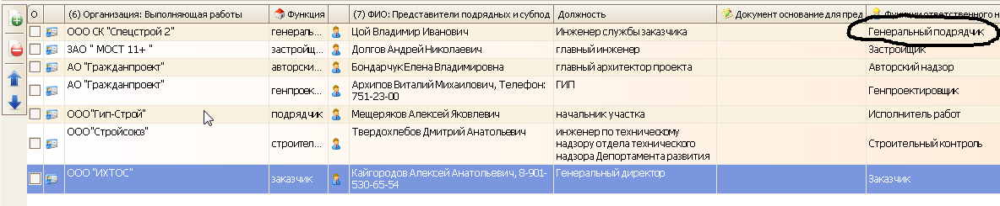 О (6) Организация: Выполняющая работы Функция (7) ФИО: Представители подрядных и субпод Должность Документ основание для пред Функции ответственного н
ООО СК "Спецстрой 2" генераль... Цой Владимир Иванович Инженер службы заказчика Генеральный подрядчик
ЗАО " МОСТ 11+ " застройщ... Долгов Андрей Николаевич главный инженер Застройщик
АО "Гражданпроект" авторски... Бондарчук Елена Владимировна главный архитектор проекта Авторский надзор
АО "Гражданпроект" генпроек... Архипов Виталий Михаилович, Телефон: ГИП Генпроектировщик
751-23-00
ООО"Гип-Строй" подрядчик Мещеряков Алексей Яковлевич начальник участка Исполнитель работ
ООО"Стройсоюз" строител... Твердохлебов Дмитрий Анатольевич инженер по техническому Строительный контроль
надзору отдела технического
надзора Депортамента развития
ООО "ИХТОС" заказчик Кайгородов Алексей Анатольевич, 8-901- Генеральный директор Заказчик
530-65-54